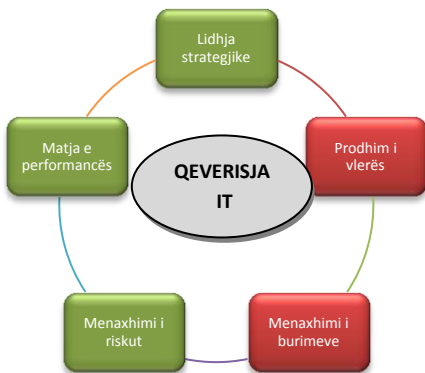 Lidhja
strategjike
Matja e
performancës
Prodhim i
vlerës
QEVERISJA
IT
Menaxhimi i
riskut
Menaxhimi i
burimeve